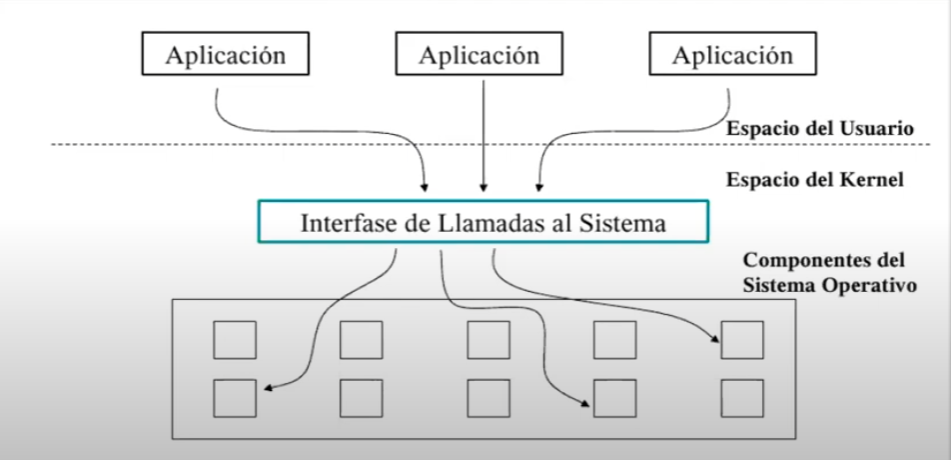 Aplicación
Aplicación
Aplicación
Espacio del Usuario
Espacio del Kernel
Interfase de Llamadas al Sistema
Componentes del
Sistema Operativo